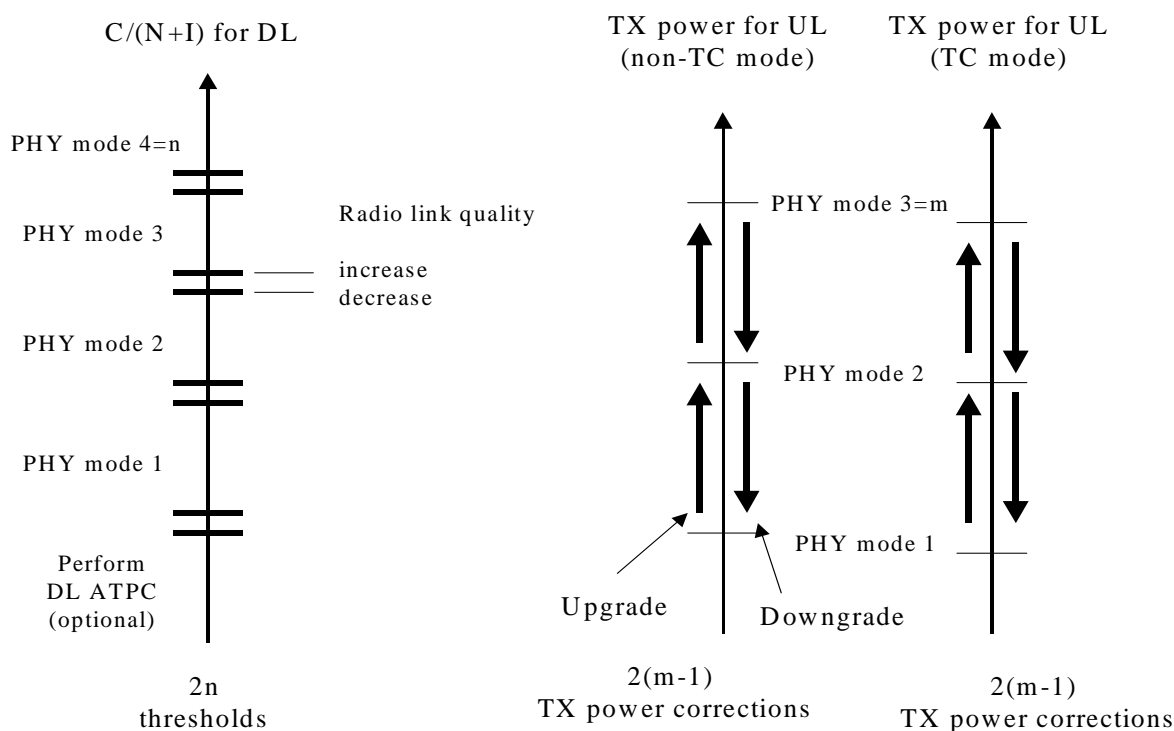 C/(N+I) for DL
TX power for UL
(non-TC mode)
TX power for UL
(TC mode)
PHY mode 4=n
Radio link quality
PHY mode 3
increase
decrease
PHY mode 2
PHY mode 1
Perform
DL ATPC
(optional)
2n
thresholds
PHY mode 3=m
PHY mode 2
PHY mode 1
Upgrade
Downgrade
2(m-1)
TX power corrections
2(m-1)
TX power corrections